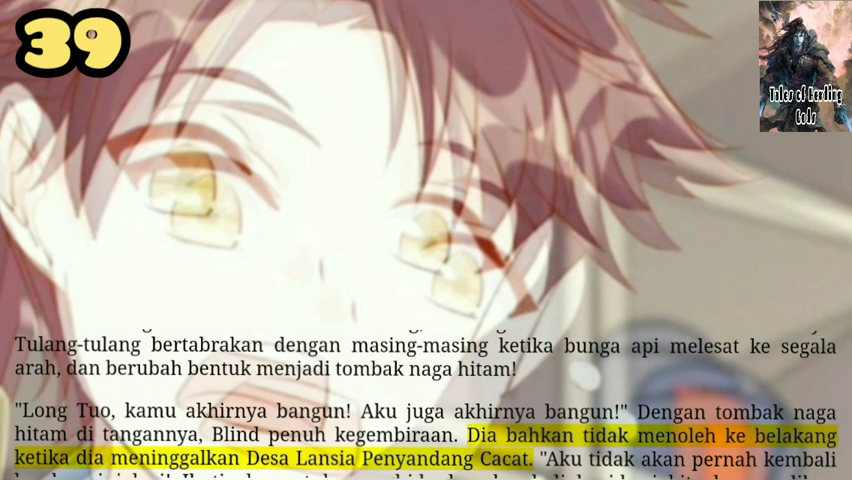 39
Tales of Herding
Gods
Tulang-tulang bertabrakan dengan masing-masing ketika bunga api melesat ke segala
arah, dan berubah bentuk menjadi tombak naga hitam!
"Long Tuo, kamu akhirnya bangun! Aku juga akhirnya bangun!" Dengan tombak naga
hitam di tangannya, Blind penuh kegembiraan. Dia bahkan tidak menoleh ke belakang
ketika dia meninggalkan Desa Lansia Penyandang Cacat. "Aku tidak akan pernah kembali